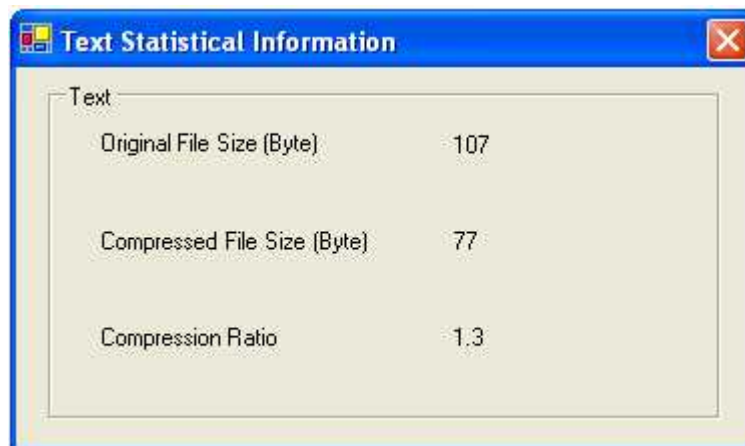 Text Statistical Information
Text
Original File Size (Byte) 107
Compressed File Size (Byte) 77
Compression Ratio 1.3